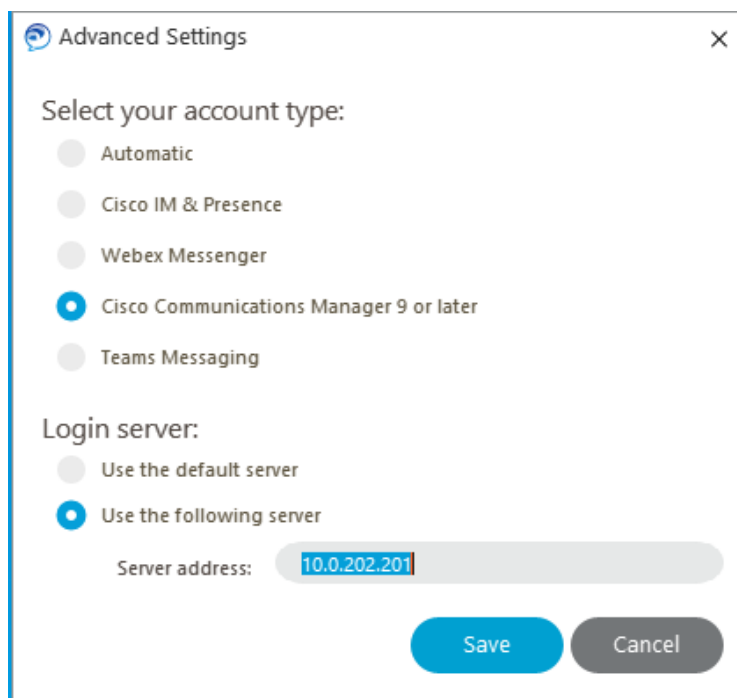 Advanced Settings
Select your account type:
Automatic
Cisco IM & Presence
Webex Messenger
Cisco Communications Manager 9 or later
Teams Messaging
Login server:
Use the default server
Use the following server
Server address: 10.0.202.201
Save Cancel